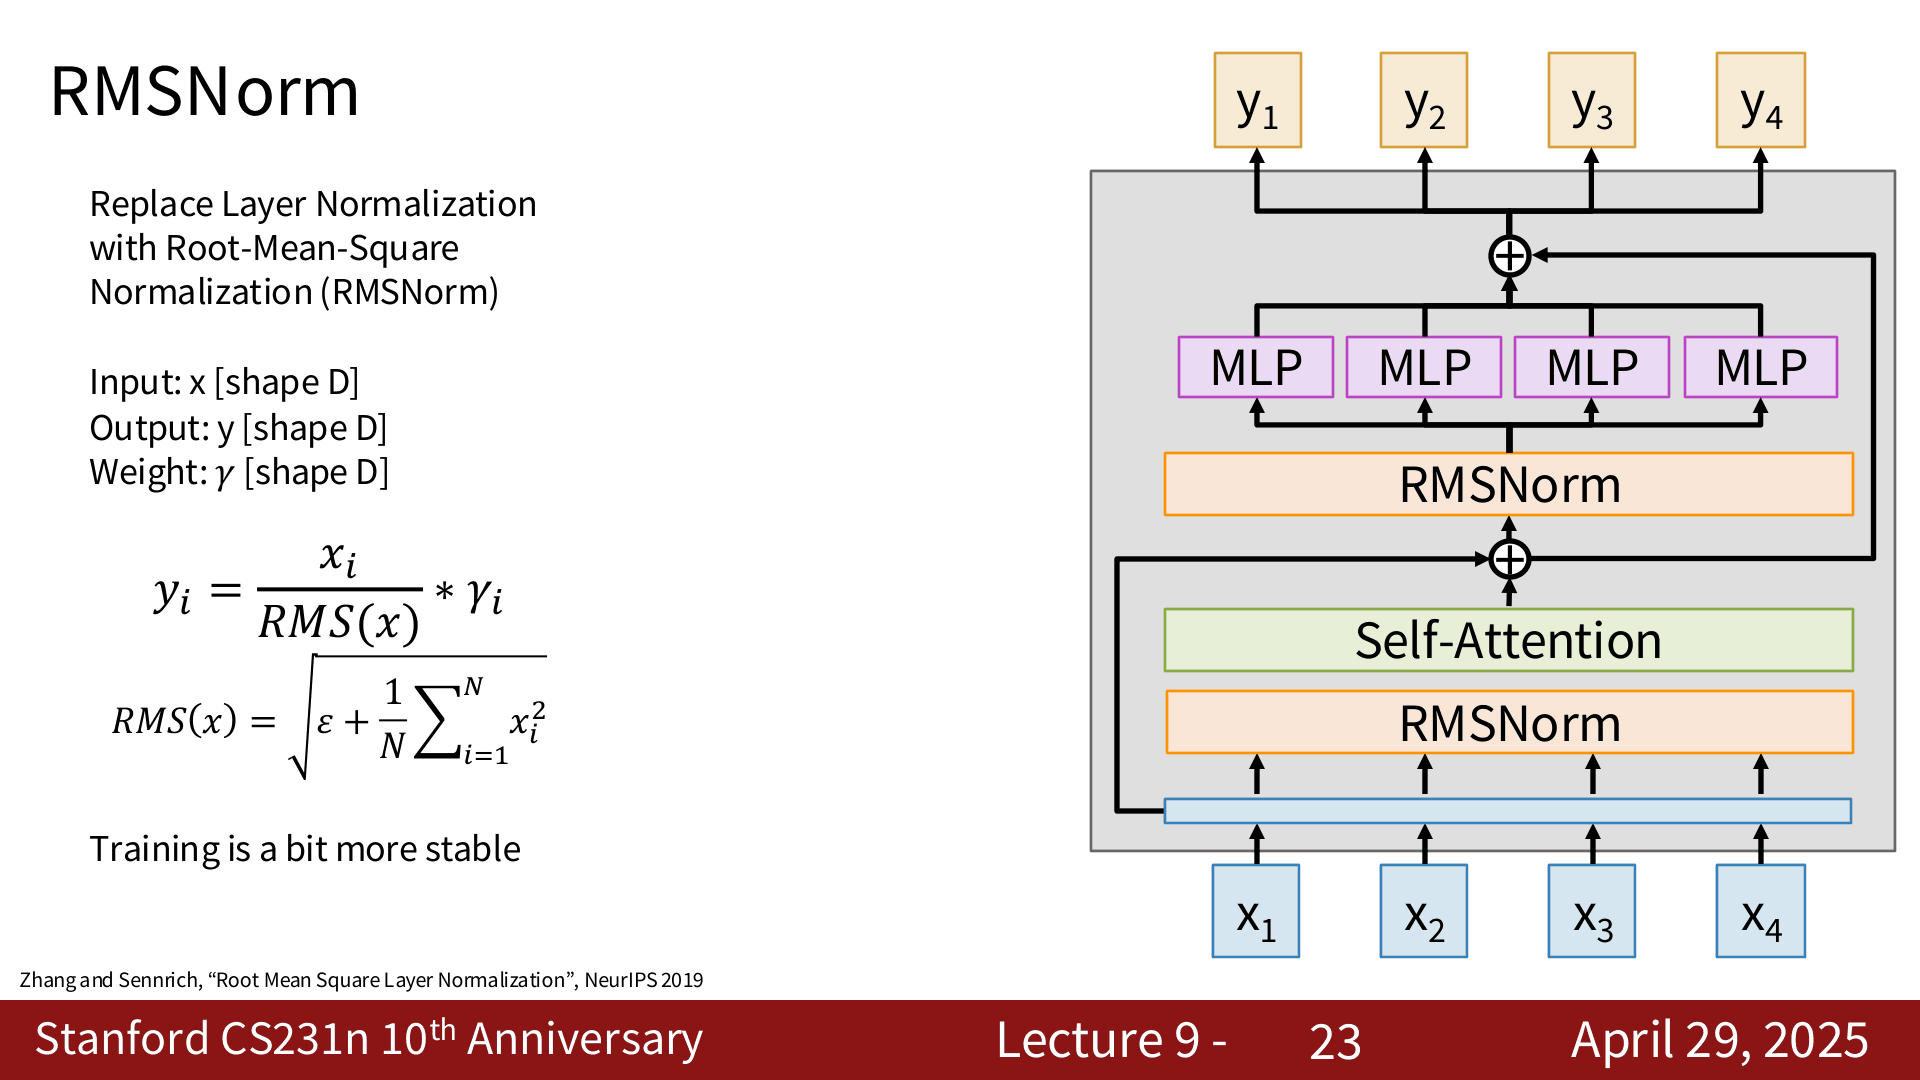 RMSNorm
Replace Layer Normalization
with Root-Mean-Square
Normalization (RMSNorm)
Input: x [shape D]
Output: y [shape D]
Weight: γ [shape D]
y_i = x_i / RMS(x) * γ_i
RMS(x) = √(ε + 1/N ∑_{i=1}^{N} x_i^2)
Training is a bit more stable
Zhang and Sennrich, “Root Mean Square Layer Normalization”, NeurIPS 2019
y1 y2 y3 y4
MLP MLP MLP MLP
RMSNorm
Self-Attention
RMSNorm
x1 x2 x3 x4
Stanford CS231n 10th Anniversary
Lecture 9 - 23
April 29, 2025